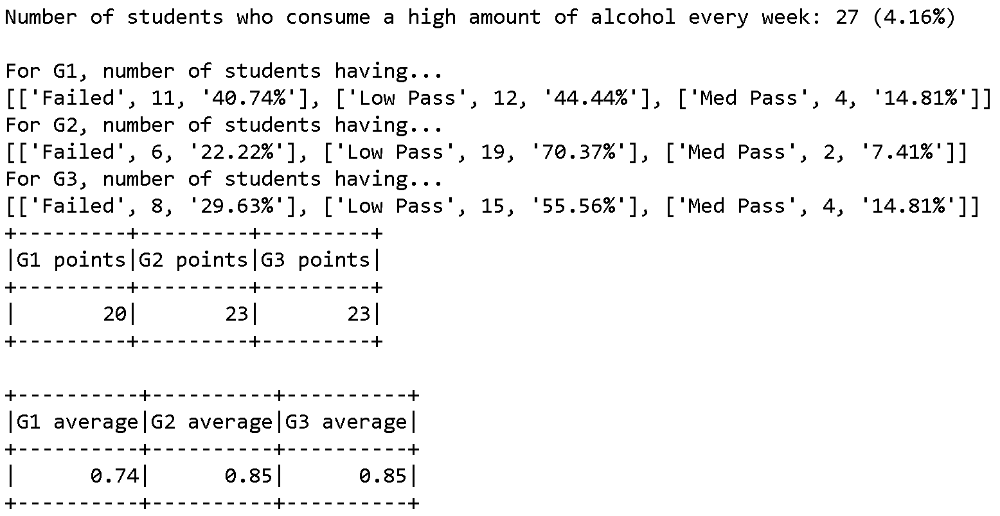 Number of students who consume a high amount of alcohol every week: 27 (4.16%)
For G1, number of students having...
[['Failed', 11, '40.74%'], ['Low Pass', 12, '44.44%'], ['Med Pass', 4, '14.81%']]
For G2, number of students having...
[['Failed', 6, '22.22%'], ['Low Pass', 19, '70.37%'], ['Med Pass', 2, '7.41%']]
For G3, number of students having...
[['Failed', 8, '29.63%'], ['Low Pass', 15, '55.56%'], ['Med Pass', 4, '14.81%']]
+---------+---------+---------+
|G1 points|G2 points|G3 points|
+---------+---------+---------+
|       20|       23|       23|
+---------+---------+---------+
+----------+----------+----------+
|G1 average|G2 average|G3 average|
+----------+----------+----------+
|      0.74|      0.85|      0.85|
+----------+----------+----------+